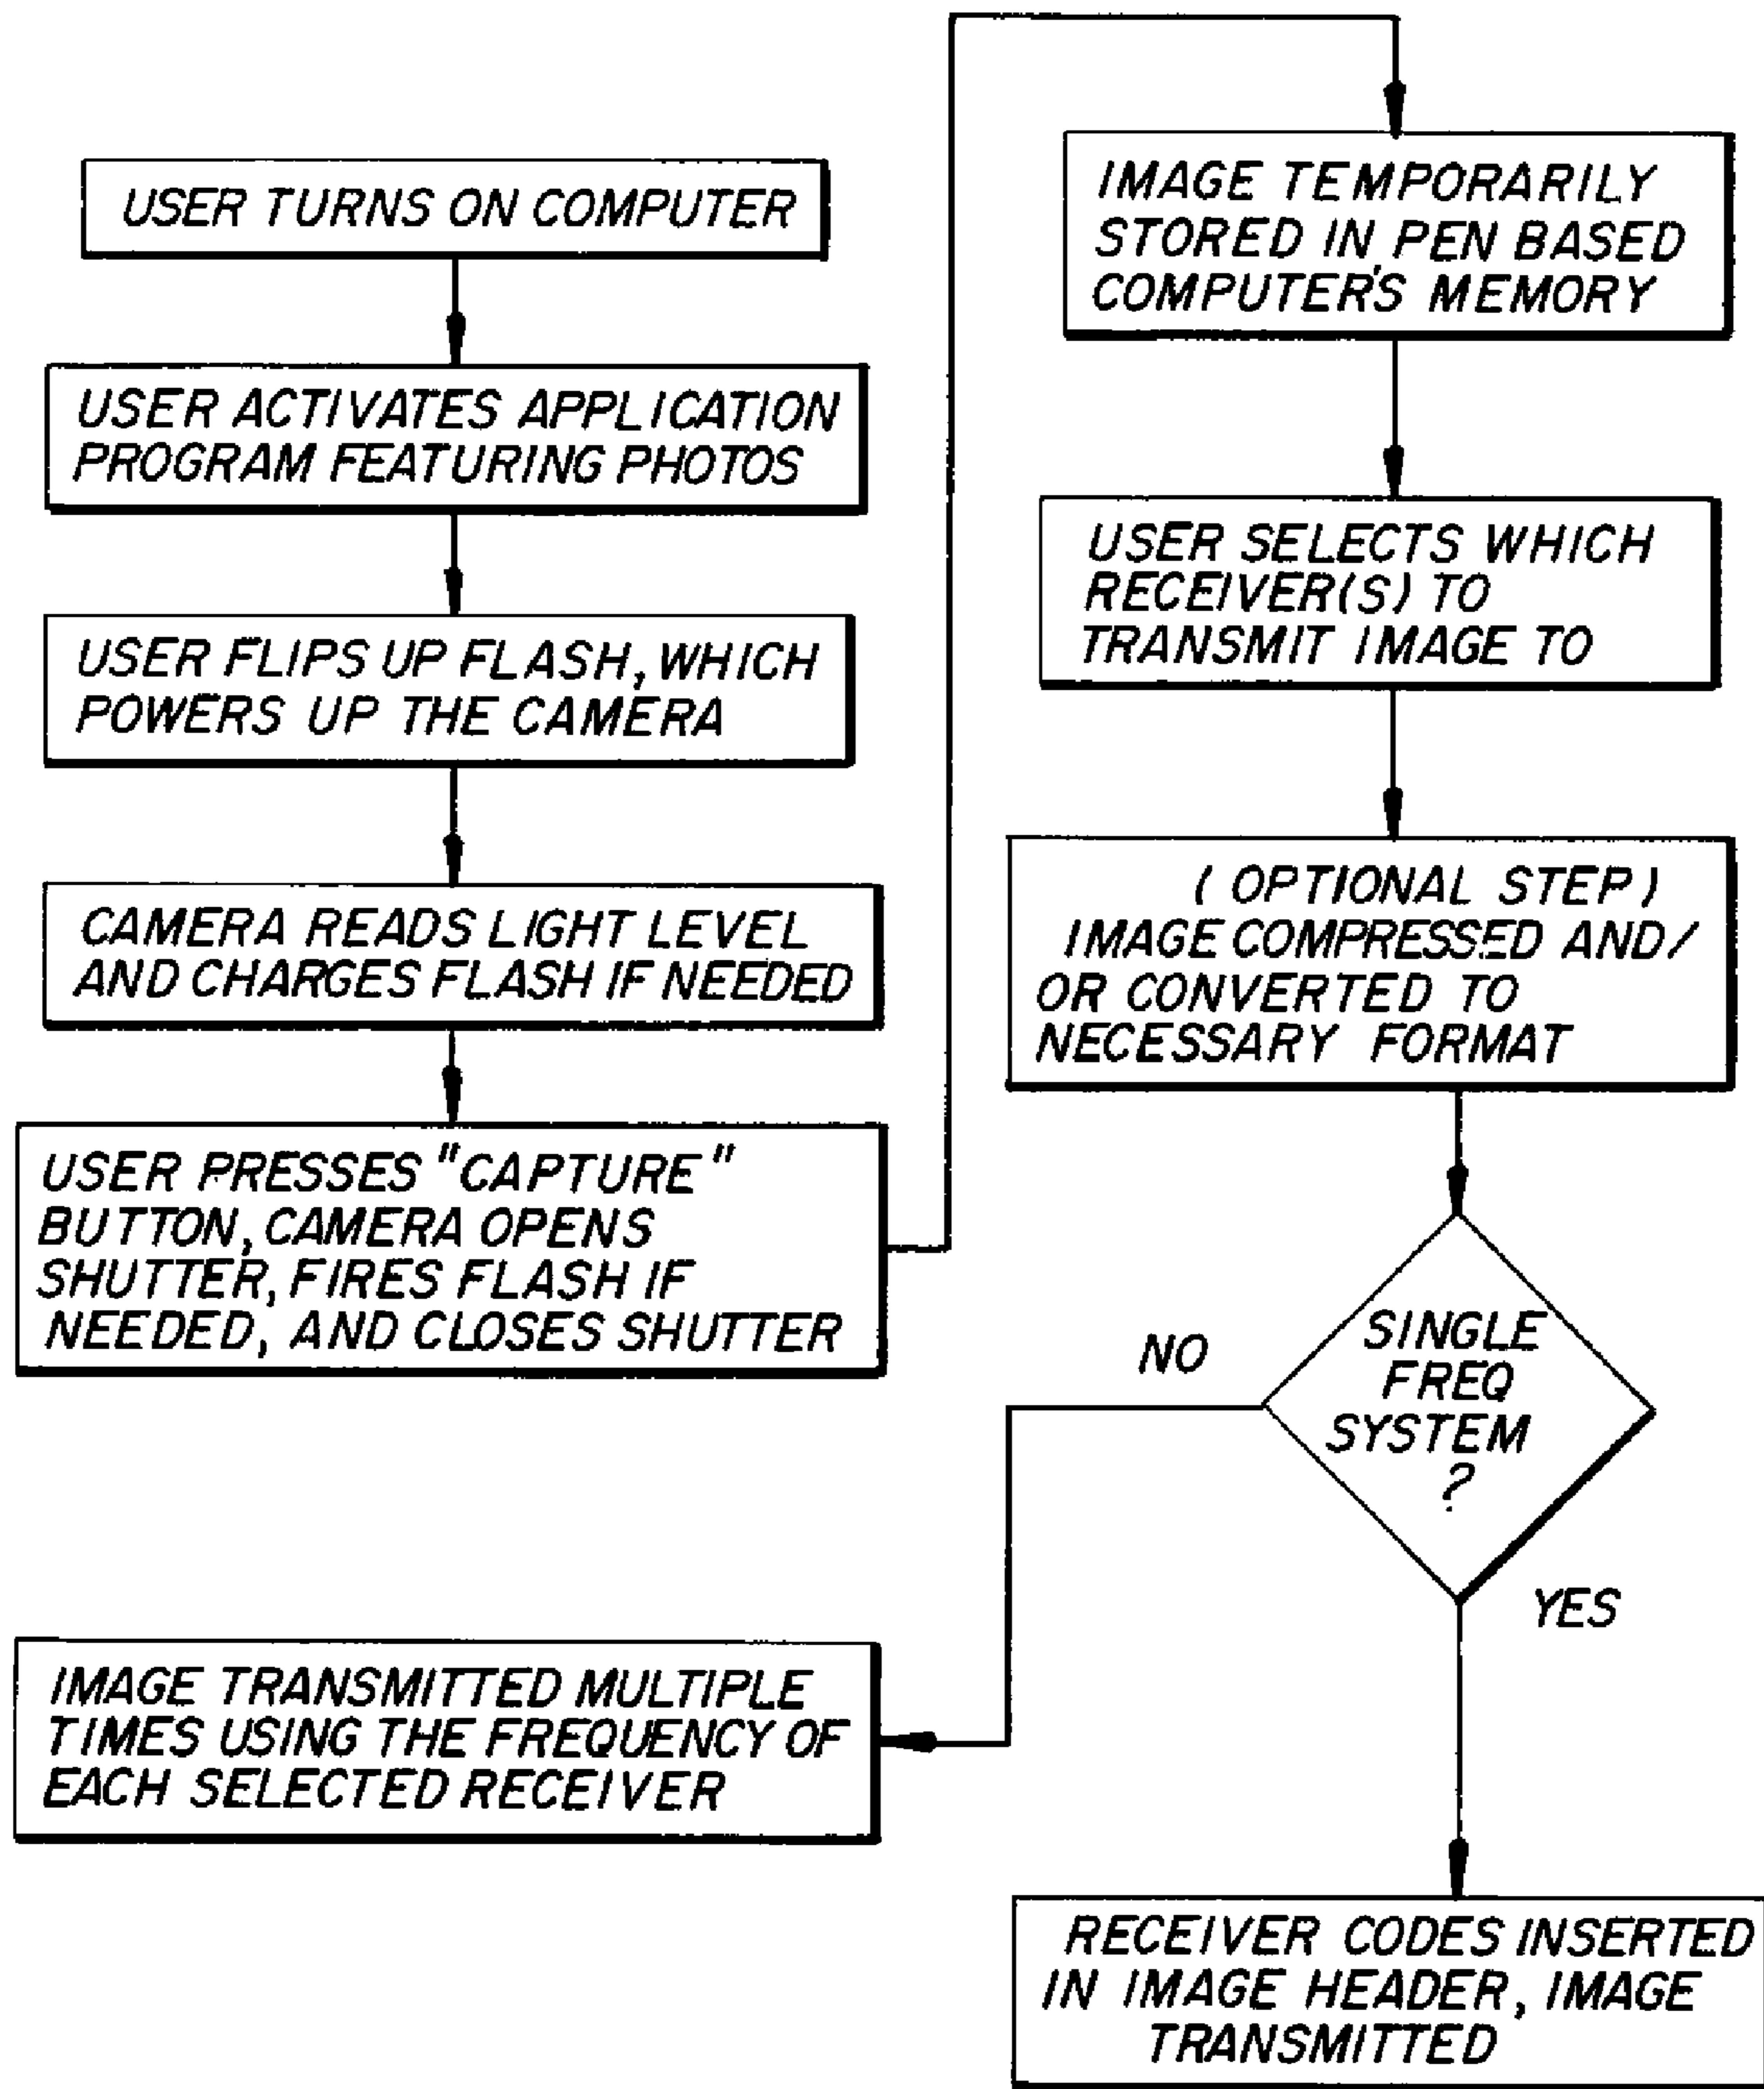 USER TURNS ON COMPUTER
USER ACTIVATES APPLICATION
PROGRAM FEATURING PHOTOS
USER FLIPS UP FLASH, WHICH
POWERS UP THE CAMERA
CAMERA READS LIGHT LEVEL
AND CHARGES FLASH IF NEEDED
USER PRESSES "CAPTURE"
BUTTON, CAMERA OPENS
SHUTTER, FIRES FLASH IF
NEEDED, AND CLOSES SHUTTER
IMAGE TEMPORARILY
STORED IN PEN BASED
COMPUTER'S MEMORY
USER SELECTS WHICH
RECEIVER(S) TO
TRANSMIT IMAGE TO
(OPTIONAL STEP)
IMAGE COMPRESSED AND/
OR CONVERTED TO
NECESSARY FORMAT
SINGLE
FREQ
SYSTEM
?
NO
YES
IMAGE TRANSMITTED MULTIPLE
TIMES USING THE FREQUENCY OF
EACH SELECTED RECEIVER
RECEIVER CODES INSERTED
IN IMAGE HEADER, IMAGE
TRANSMITTED